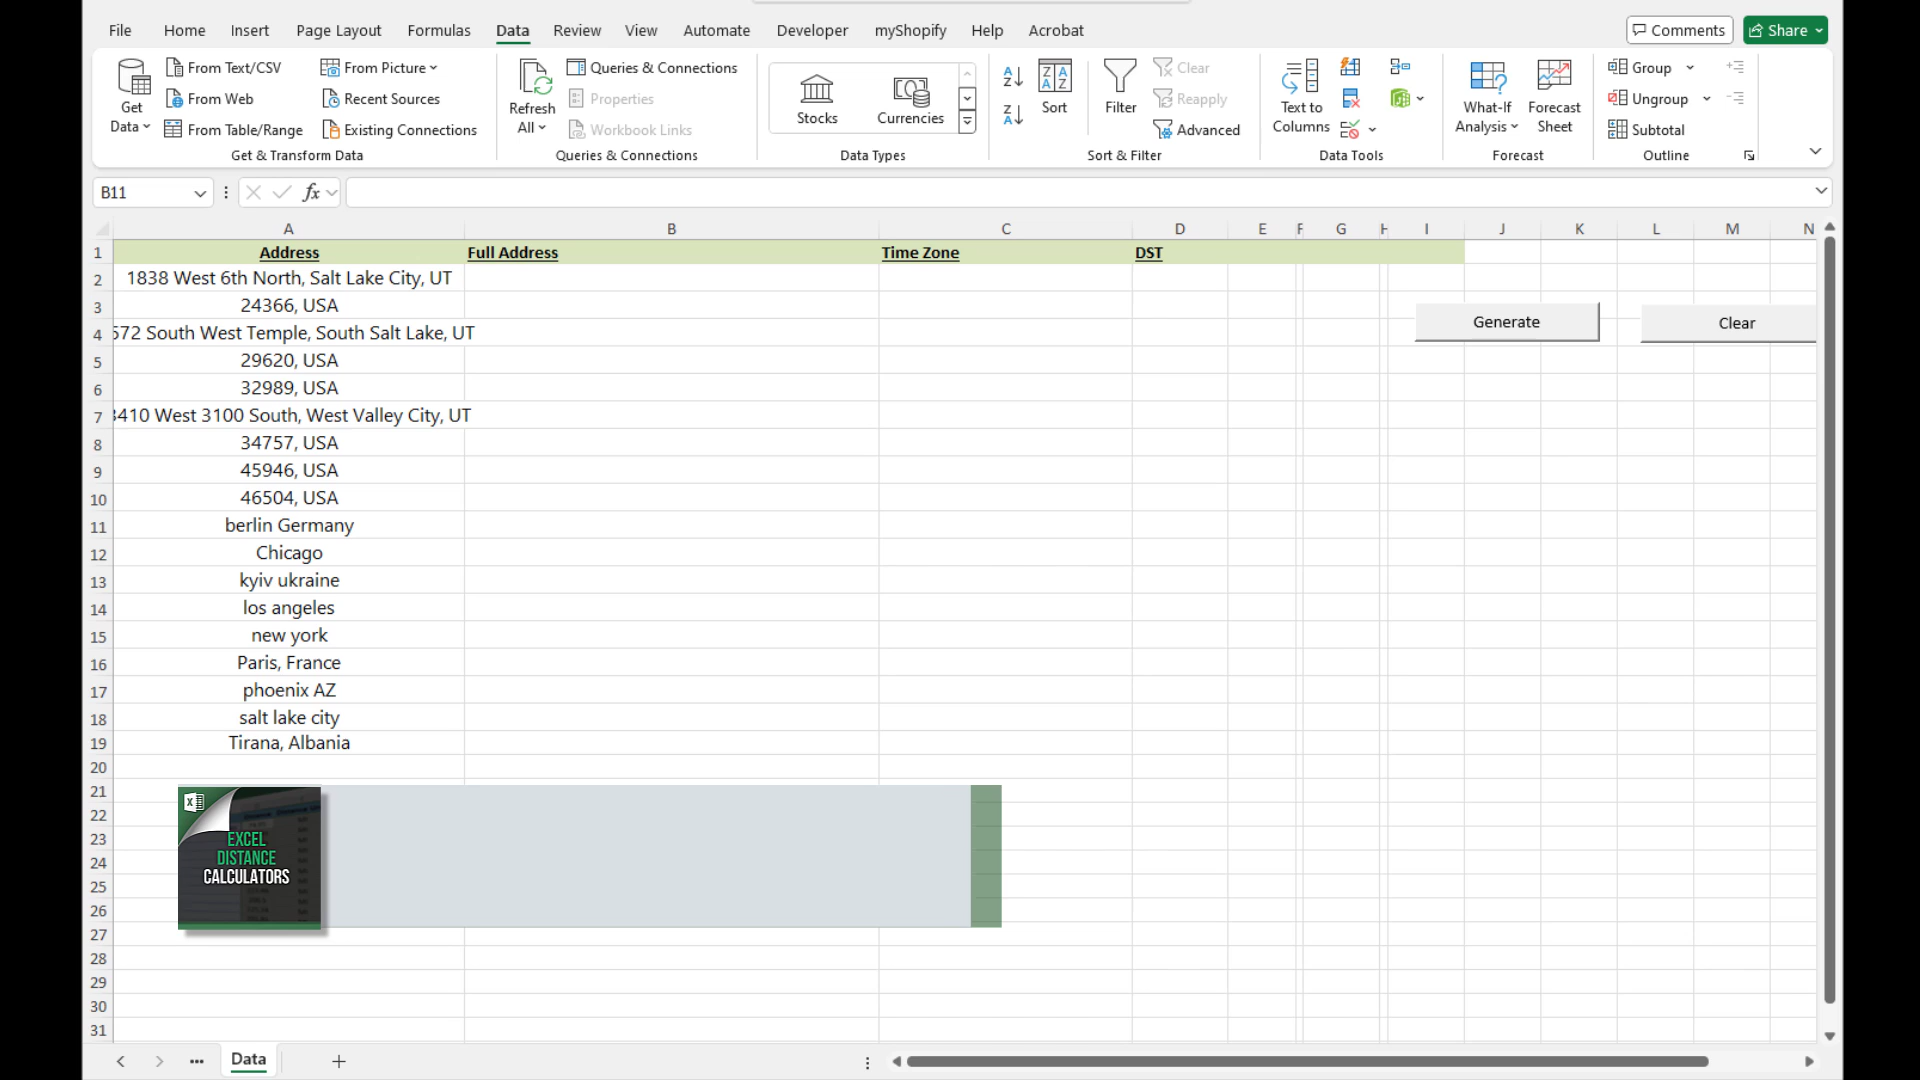 File Home Insert Page Layout Formulas Data Review View Automate Developer myShopify Help Acrobat Comments Share
Get Data
From Text/CSV
From Web
From Table/Range
From Picture
Recent Sources
Existing Connections
Get & Transform Data
Refresh All
Queries & Connections
Properties
Workbook Links
Queries & Connections
Stocks
Currencies
Data Types
Sort
Filter
Clear
Reapply
Advanced
Sort & Filter
Text to Columns
Data Tools
What-If Analysis
Forecast Sheet
Forecast
Group
Ungroup
Subtotal
Outline
B11 fx
A B C D E F G H I J K L M N
1 Address Full Address Time Zone DST
2 1838 West 6th North, Salt Lake City, UT
3 24366, USA
4 572 South West Temple, South Salt Lake, UT
5 29620, USA
6 32989, USA
7 3410 West 3100 South, West Valley City, UT
8 34757, USA
9 45946, USA
10 46504, USA
11 berlin Germany
12 Chicago
13 kyiv ukraine
14 los angeles
15 new york
16 Paris, France
17 phoenix AZ
18 salt lake city
19 Tirana, Albania
20
21
22
23
24
25
26
27
28
29
30
31
Generate
Clear
EXCEL
DISTANCE
CALCULATORS
Data